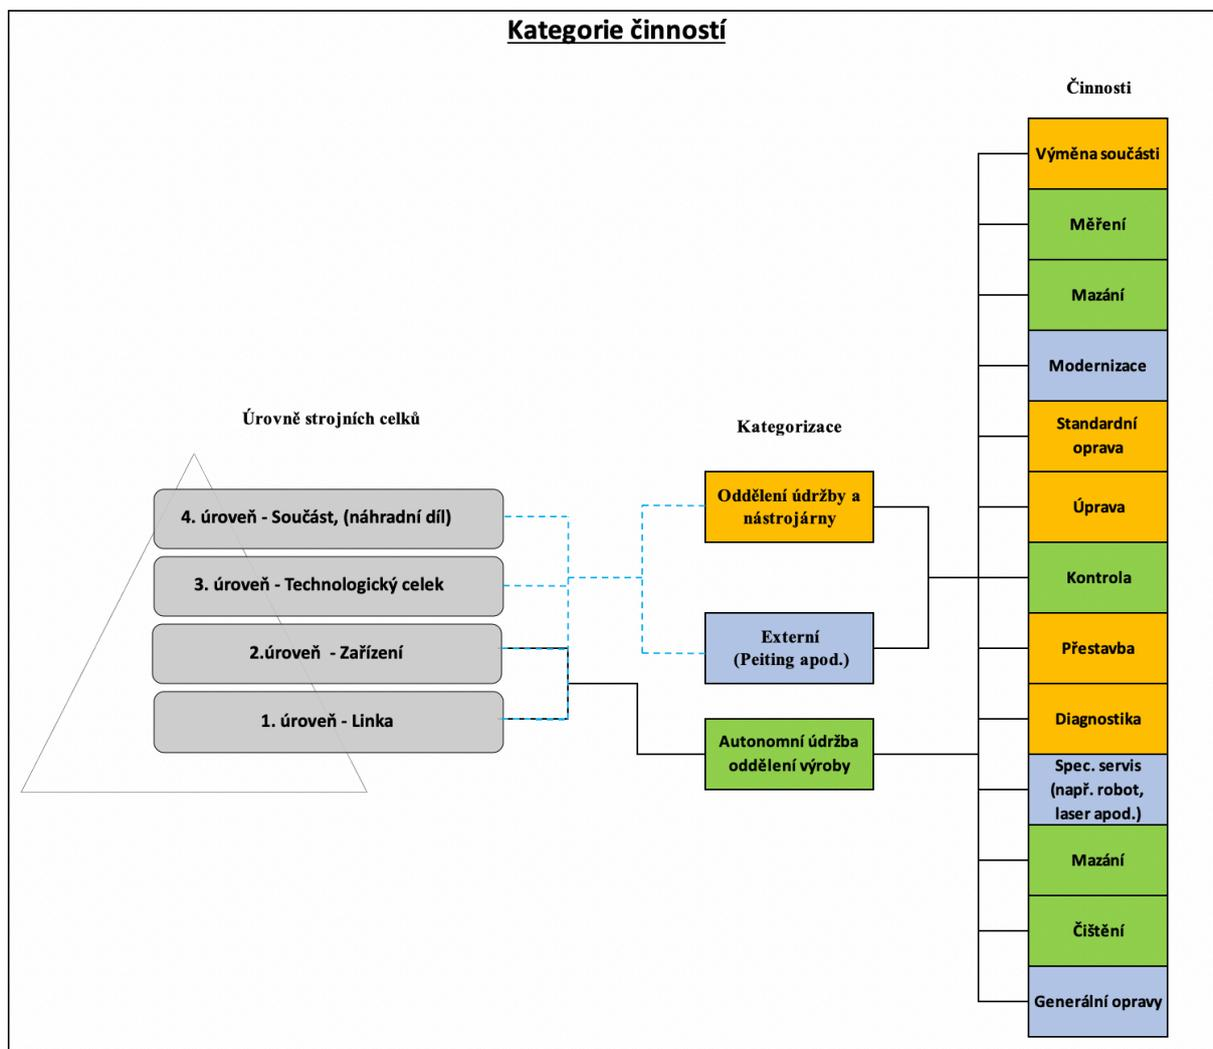 Kategorie činností
Úrovně strojních celků
4. úroveň - Součást, (náhradní díl)
3. úroveň - Technologický celek
2.úroveň - Zařízení
1. úroveň - Linka
Kategorizace
Oddělení údržby a
nástrojárny
Externí
(Peiting apod.)
Autonomní údržba
oddělení výroby
Činnosti
Výměna součásti
Měření
Mazání
Modernizace
Standardní
oprava
Úprava
Kontrola
Přestavba
Diagnostika
Spec. servis
(např. robot,
laser apod.)
Mazání
Čištění
Generální opravy